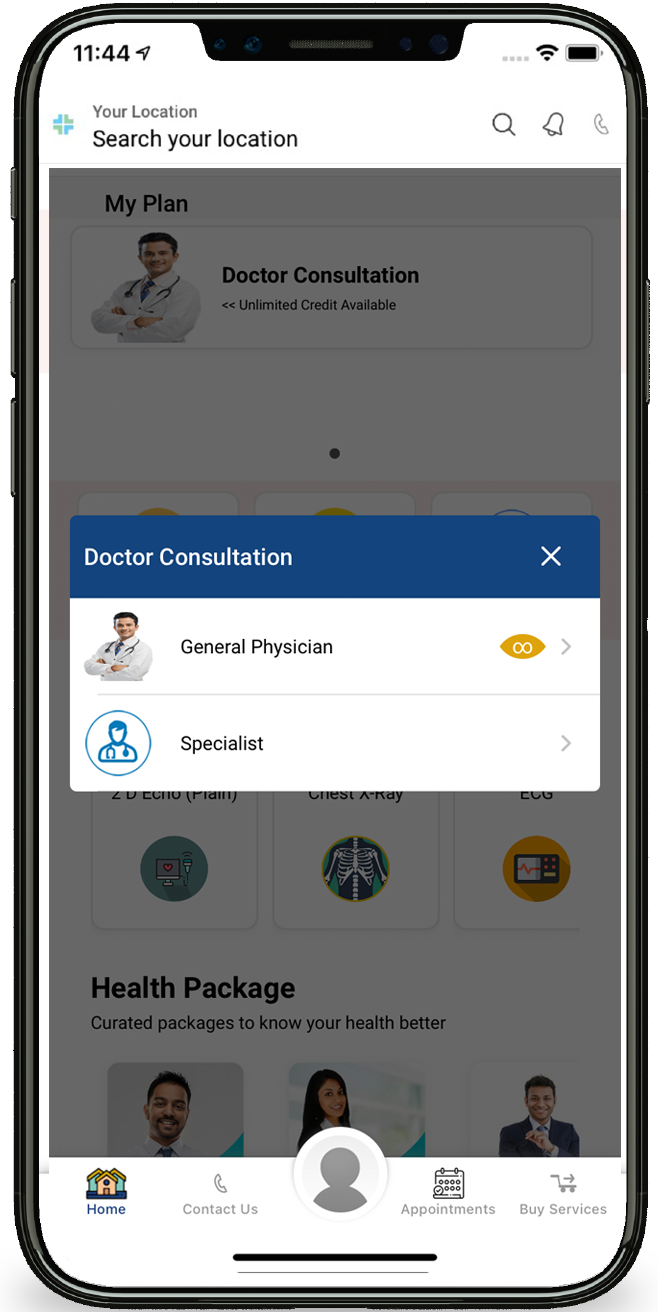 11:44
Your Location
Search your location
My Plan
Doctor Consultation
<< Unlimited Credit Available
Doctor Consultation
General Physician
∞
Specialist
2 D Echo (Plain)
Chest X-Ray
ECG
Health Package
Curated packages to know your health better
Home
Contact Us
Appointments
Buy Services